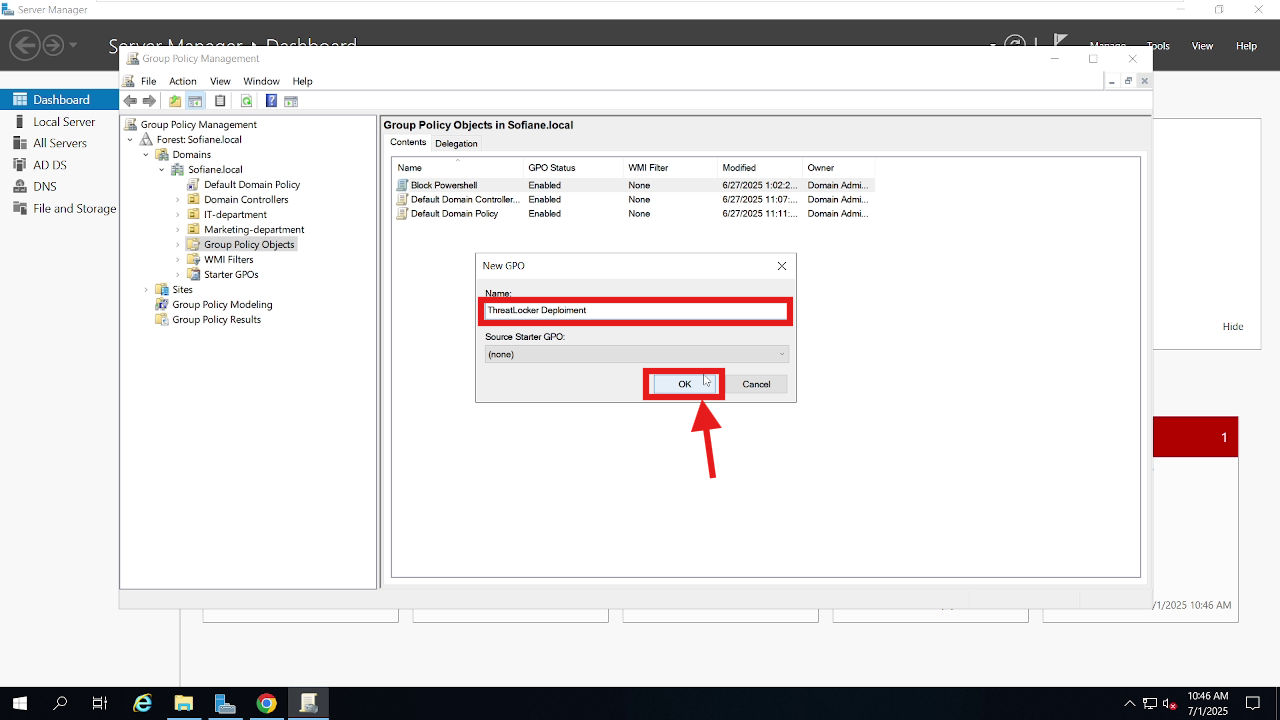 Server Manager
Server Manager ▸ Dashboard
Manage Tools View Help
Dashboard
Local Server
All Servers
AD DS
DNS
File and Storage
Group Policy Management
File Action View Window Help
Group Policy Management
Forest: Sofiane.local
Domains
Sofiane.local
Default Domain Policy
Domain Controllers
IT-department
Marketing-department
Group Policy Objects
WMI Filters
Starter GPOs
Sites
Group Policy Modeling
Group Policy Results
Group Policy Objects in Sofiane.local
Contents Delegation
Name GPO Status WMI Filter Modified Owner
Block Powershell Enabled None 6/27/2025 1:02:2... Domain Admi...
Default Domain Controller... Enabled None 6/27/2025 11:07:... Domain Admi...
Default Domain Policy Enabled None 6/27/2025 11:11:... Domain Admi...
New GPO
Name:
ThreatLocker Deploiment
Source Starter GPO:
(none)
OK Cancel
Hide
1
/1/2025 10:46 AM
10:46 AM
7/1/2025